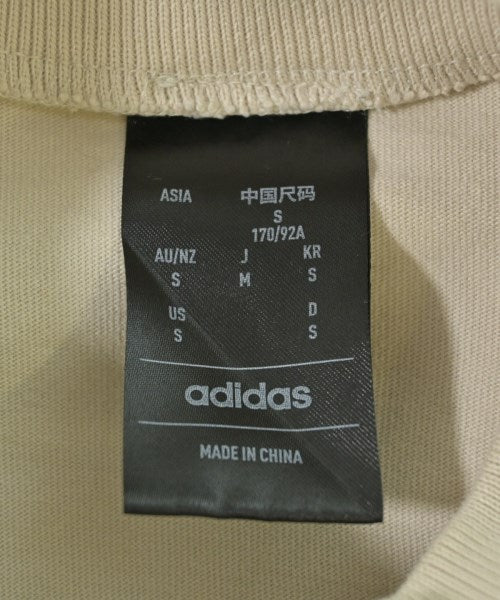 ASIA 中国尺码
S
170/92A
AU/NZ J KR
S M S
US D
S S
adidas
MADE IN CHINA